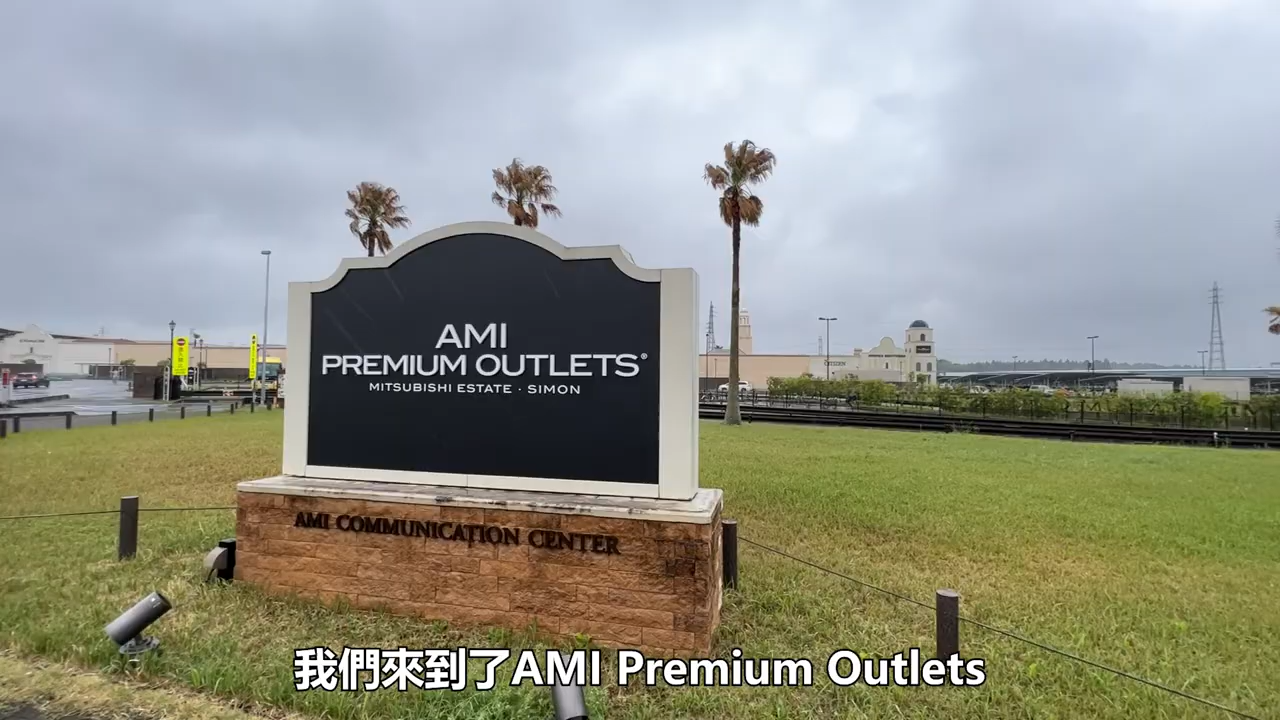 AMI
PREMIUM OUTLETS®
MITSUBISHI ESTATE · SIMON
AMI COMMUNICATION CENTER
我們來到了AMI Premium Outlets